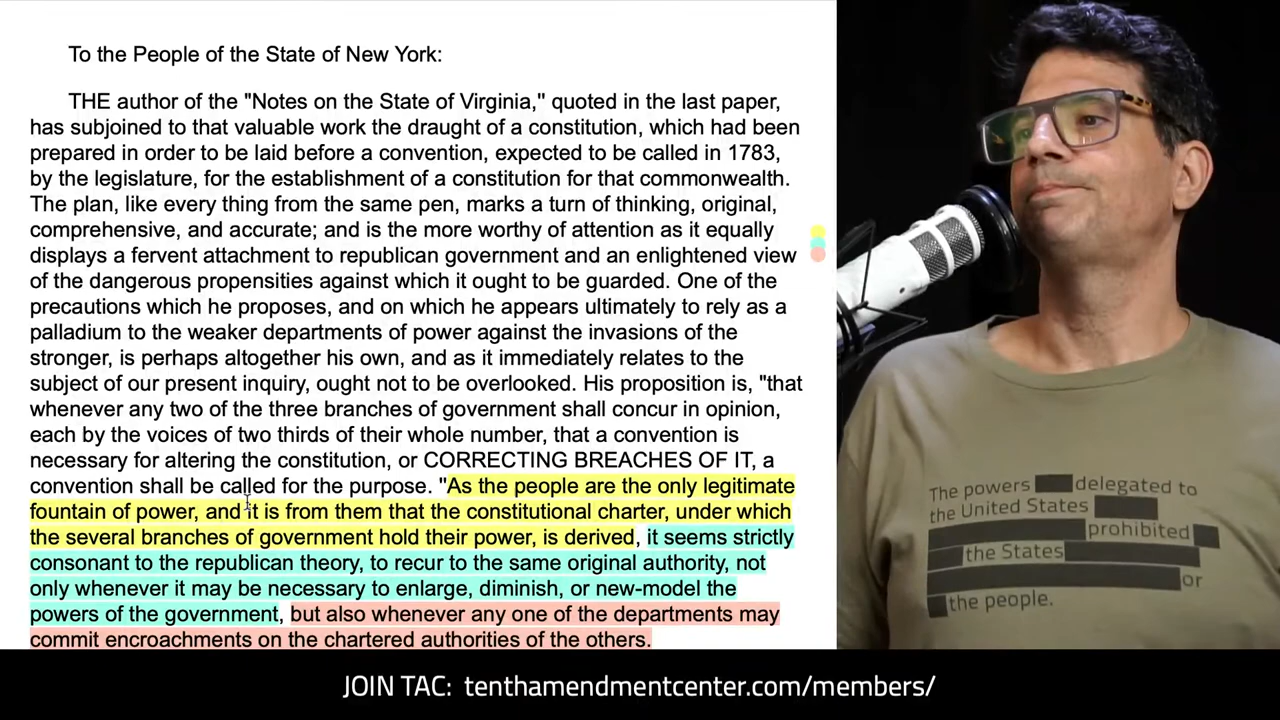 To the People of the State of New York:
THE author of the "Notes on the State of Virginia,'' quoted in the last paper,
has subjoined to that valuable work the draught of a constitution, which had been
prepared in order to be laid before a convention, expected to be called in 1783,
by the legislature, for the establishment of a constitution for that commonwealth.
The plan, like every thing from the same pen, marks a turn of thinking, original,
comprehensive, and accurate; and is the more worthy of attention as it equally
displays a fervent attachment to republican government and an enlightened view
of the dangerous propensities against which it ought to be guarded. One of the
precautions which he proposes, and on which he appears ultimately to rely as a
palladium to the weaker departments of power against the invasions of the
stronger, is perhaps altogether his own, and as it immediately relates to the
subject of our present inquiry, ought not to be overlooked. His proposition is, "that
whenever any two of the three branches of government shall concur in opinion,
each by the voices of two thirds of their whole number, that a convention is
necessary for altering the constitution, or CORRECTING BREACHES OF IT, a
convention shall be called for the purpose. "As the people are the only legitimate
fountain of power, and it is from them that the constitutional charter, under which
the several branches of government hold their power, is derived, it seems strictly
consonant to the republican theory, to recur to the same original authority, not
only whenever it may be necessary to enlarge, diminish, or new-model the
powers of the government, but also whenever any one of the departments may
commit encroachments on the chartered authorities of the others.
The powers delegated to
the United States
prohibited
the States
or
the people.
JOIN TAC: tenthamendmentcenter.com/members/